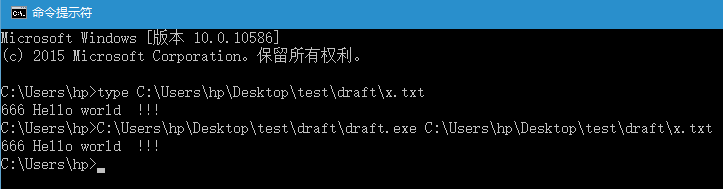 命令提示符
Microsoft Windows [版本 10.0.10586]
(c) 2015 Microsoft Corporation。保留所有权利。
C:\Users\hp>type C:\Users\hp\Desktop\test\draft\x.txt
666 Hello world  !!!
C:\Users\hp>C:\Users\hp\Desktop\test\draft\draft.exe C:\Users\hp\Desktop\test\draft\x.txt
666 Hello world  !!!
C:\Users\hp>